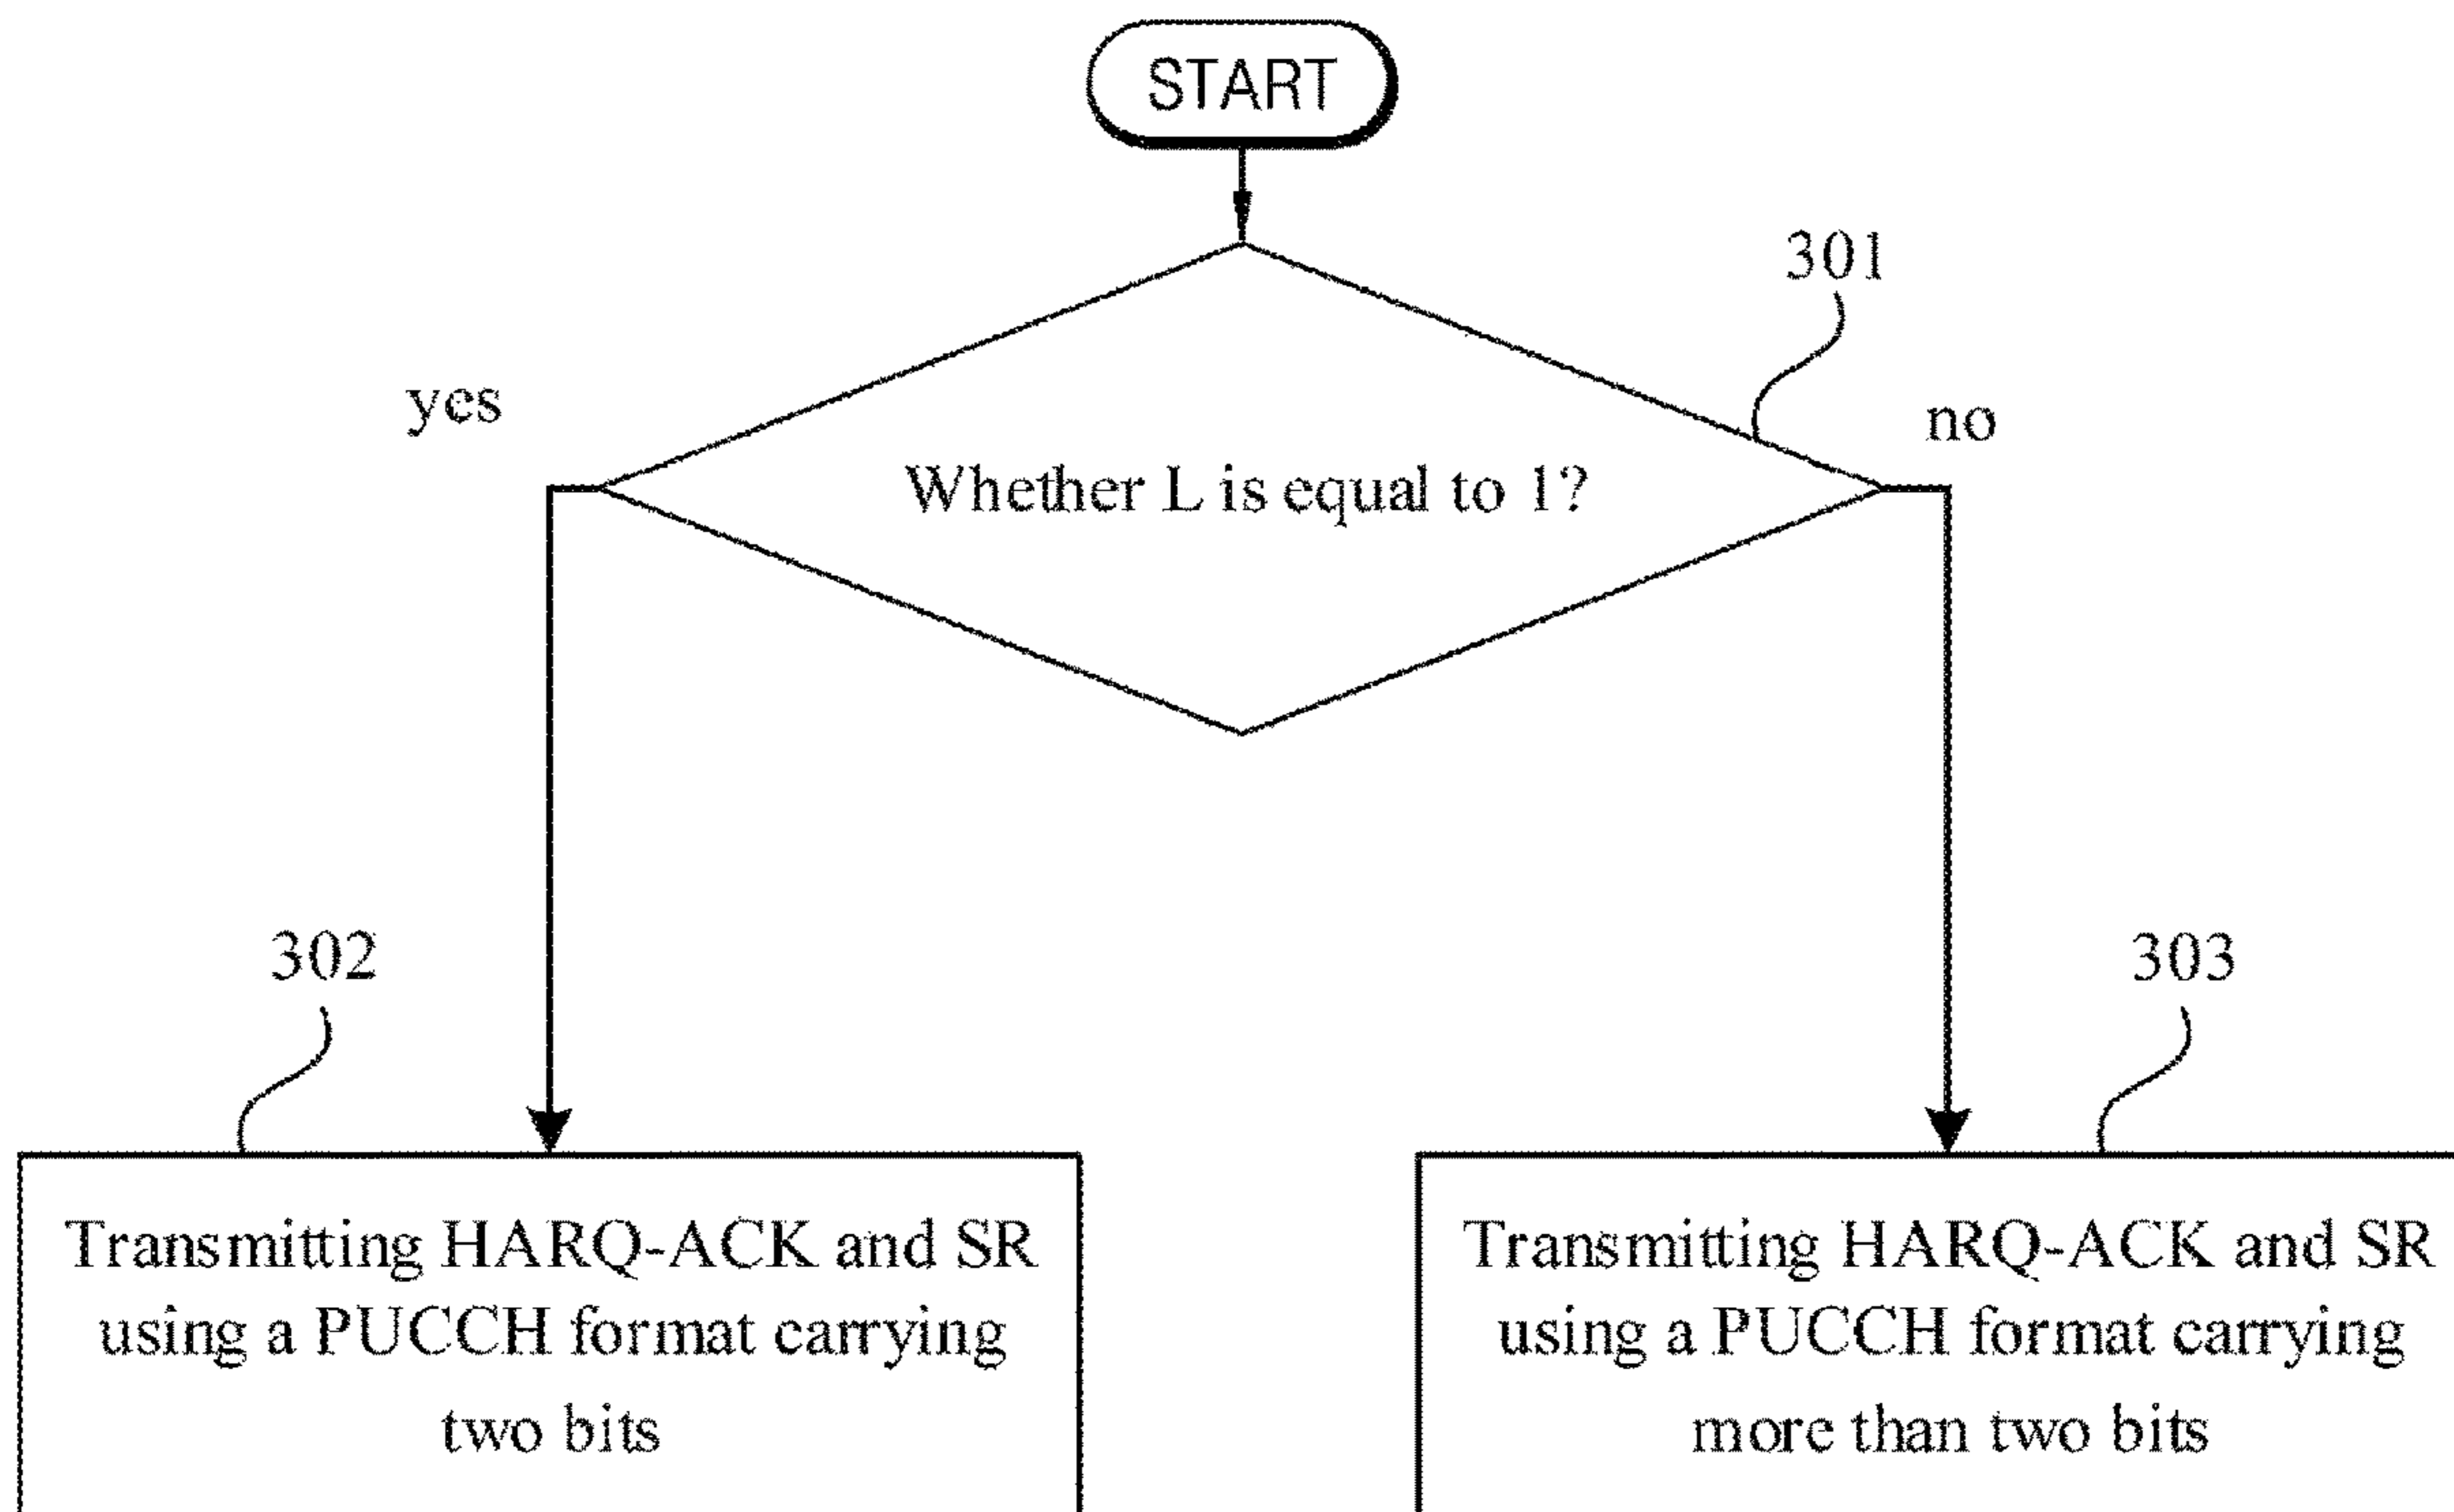 START
301
yes
no
Whether L is equal to 1?
302
303
Transmitting HARQ-ACK and SR
using a PUCCH format carrying
two bits
Transmitting HARQ-ACK and SR
using a PUCCH format carrying
more than two bits